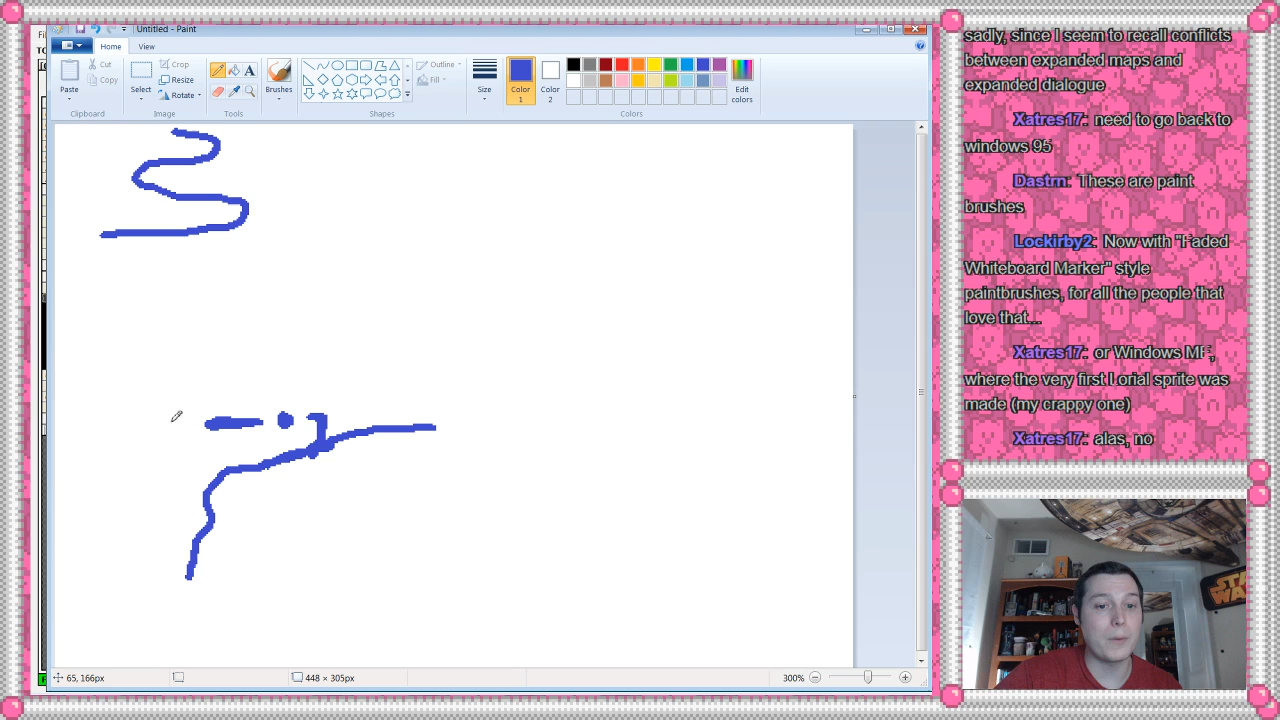 Untitled - Paint
Home
View
Paste
Cut
Copy
Clipboard
Select
Crop
Resize
Rotate
Image
A
Tools
Brushes
Outline
Fill
Shapes
Size
Color 1
Color 2
Edit colors
Colors
65, 166px
448 × 305px
300%
sadly, since I seem to recall conflicts
between expanded maps and
expanded dialogue
Xatres17: need to go back to
windows 95
Dastrn: These are paint
brushes
Lockirby2: Now with "Faded
Whiteboard Marker" style
paintbrushes, for all the people that
love that...
Xatres17: or Windows ME,
where the very first Lorial sprite was
made (my crappy one)
Xatres17: alas, no
STAR
WARS